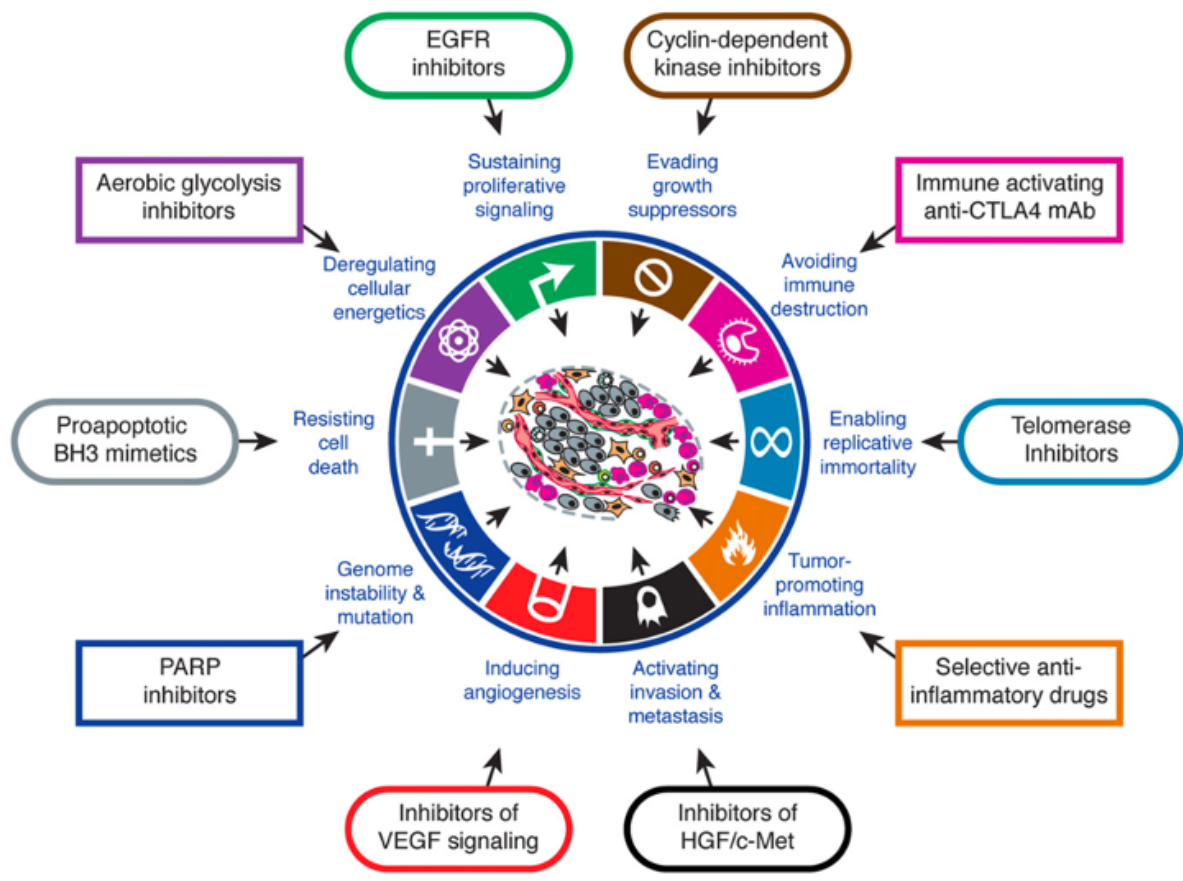 EGFR
inhibitors
Cyclin-dependent
kinase inhibitors
Sustaining
proliferative
signaling
Evading
growth
suppressors
Aerobic glycolysis
inhibitors
Immune activating
anti-CTLA4 mAb
Deregulating
cellular
energetics
Avoiding
immune
destruction
Proapoptotic
BH3 mimetics
Resisting
cell
death
Enabling
replicative
immortality
Telomerase
Inhibitors
Genome
instability &
mutation
Tumor-
promoting
inflammation
PARP
inhibitors
Inducing
angiogenesis
Activating
invasion &
metastasis
Selective anti-
inflammatory drugs
Inhibitors of
VEGF signaling
Inhibitors of
HGF/c-Met